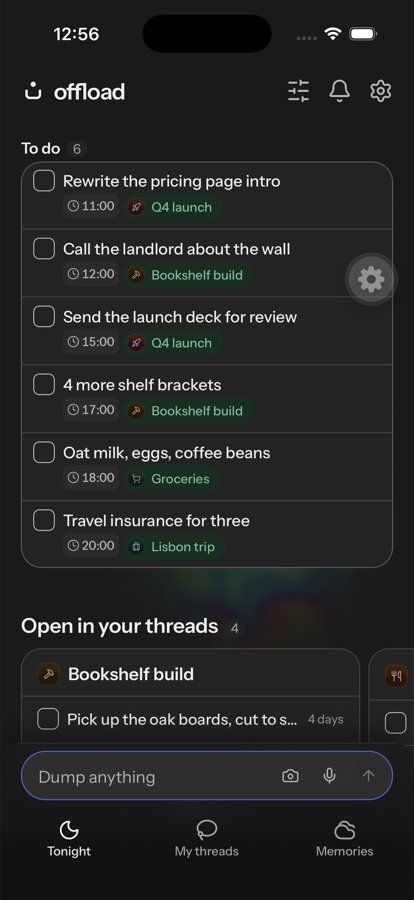 12:56
offload
To do 6
Rewrite the pricing page intro
11:00 Q4 launch
Call the landlord about the wall
12:00 Bookshelf build
Send the launch deck for review
15:00 Q4 launch
4 more shelf brackets
17:00 Bookshelf build
Oat milk, eggs, coffee beans
18:00 Groceries
Travel insurance for three
20:00 Lisbon trip
Open in your threads 4
Bookshelf build
Pick up the oak boards, cut to s... 4 days
Dump anything
Tonight My threads Memories